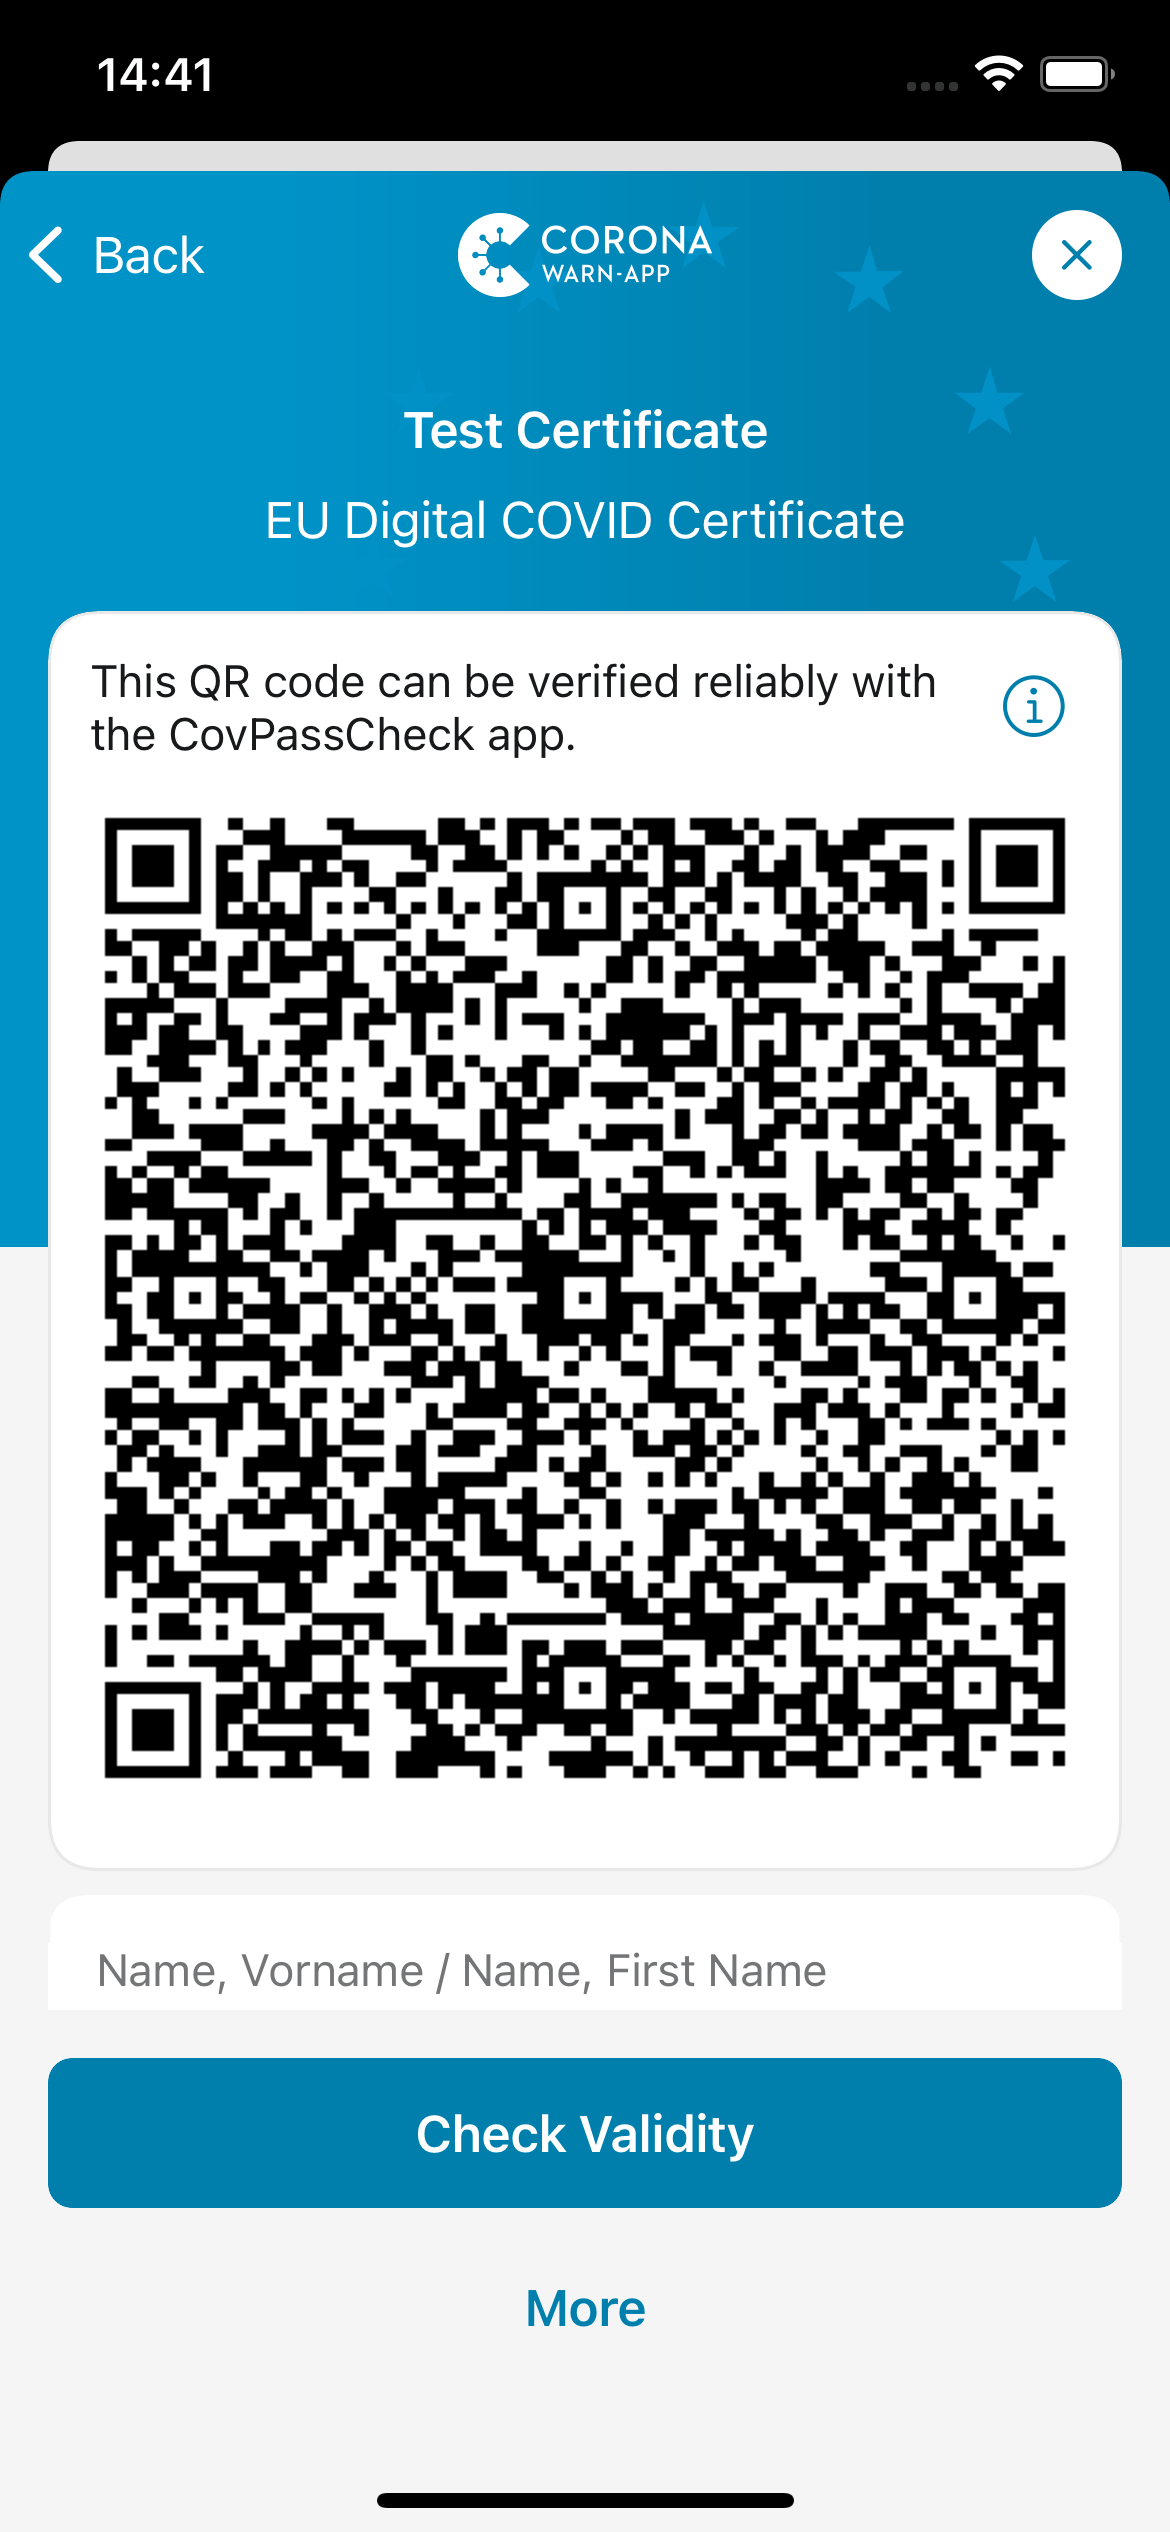 14:41
Back
CORONA
WARN-APP
Test Certificate
EU Digital COVID Certificate
This QR code can be verified reliably with
the CovPassCheck app.
Name, Vorname / Name, First Name
Check Validity
More